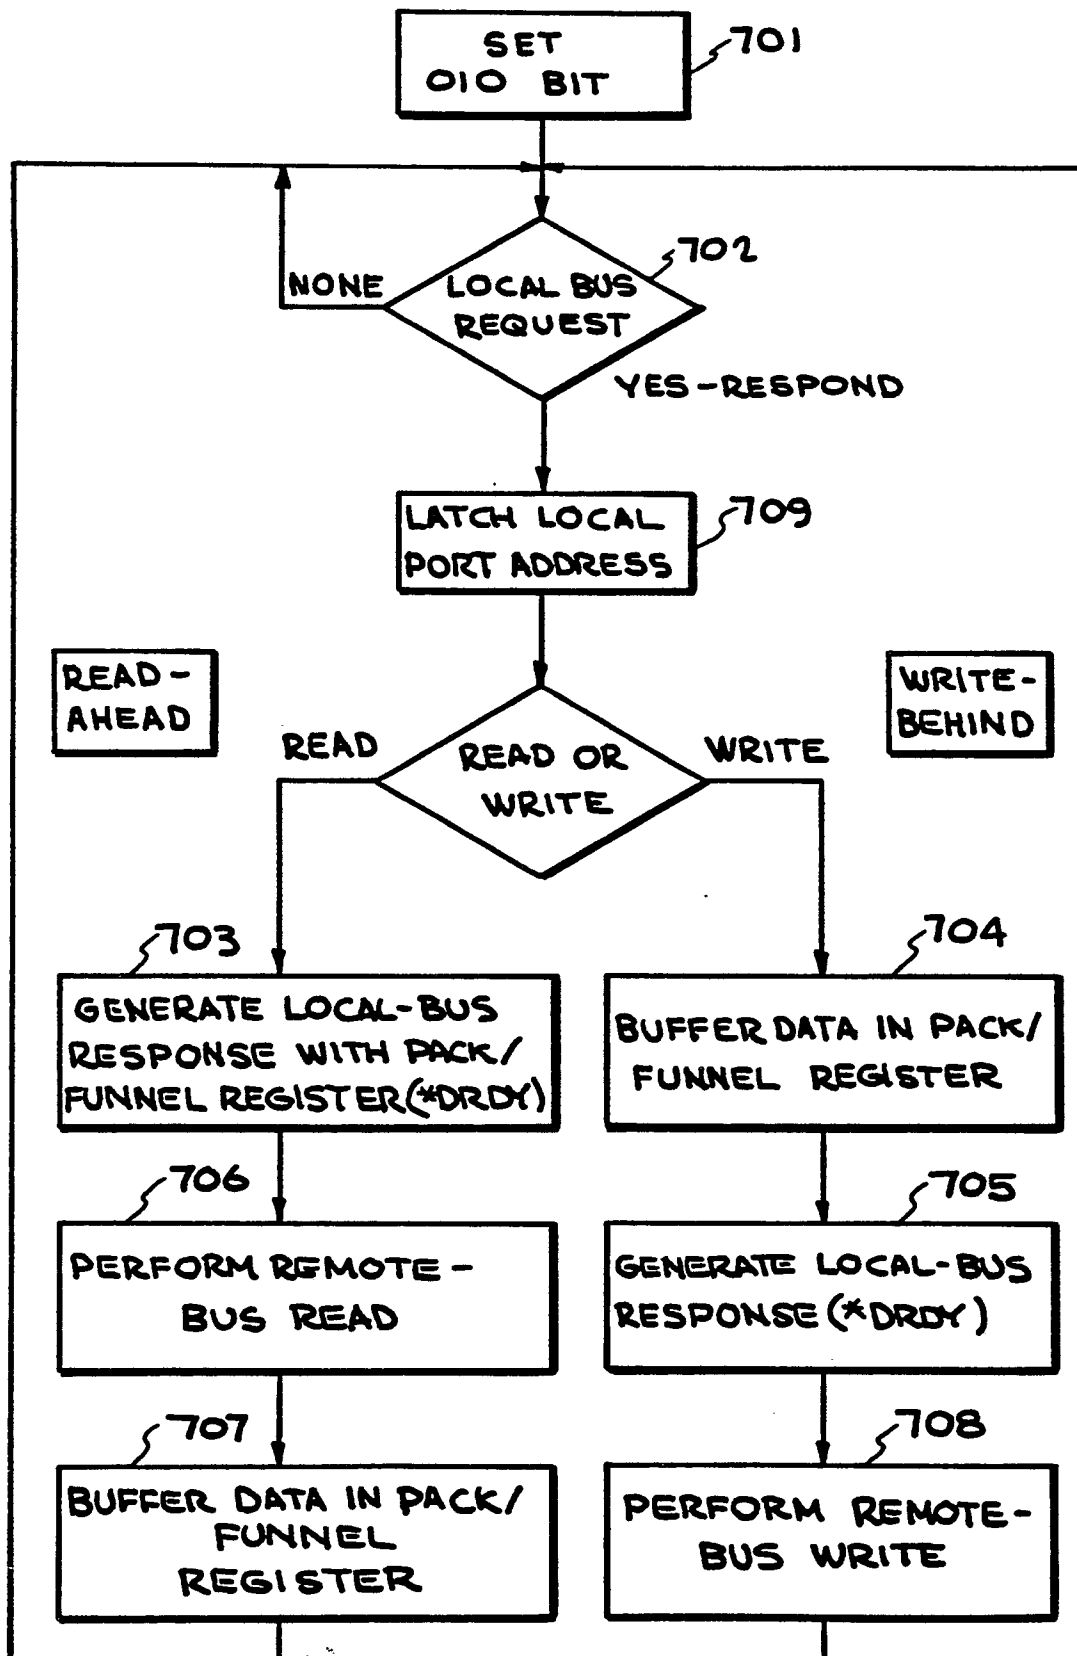 SET
010 BIT
701
702
NONE
LOCAL BUS
REQUEST
YES-RESPOND
LATCH LOCAL
PORT ADDRESS
709
READ-
AHEAD
WRITE-
BEHIND
READ
READ OR
WRITE
WRITE
703
GENERATE LOCAL-BUS
RESPONSE WITH PACK/
FUNNEL REGISTER(*DRDY)
704
BUFFER DATA IN PACK/
FUNNEL REGISTER
706
PERFORM REMOTE-
BUS READ
705
GENERATE LOCAL-BUS
RESPONSE(*DRDY)
707
BUFFER DATA IN PACK/
FUNNEL
REGISTER
708
PERFORM REMOTE-
BUS WRITE